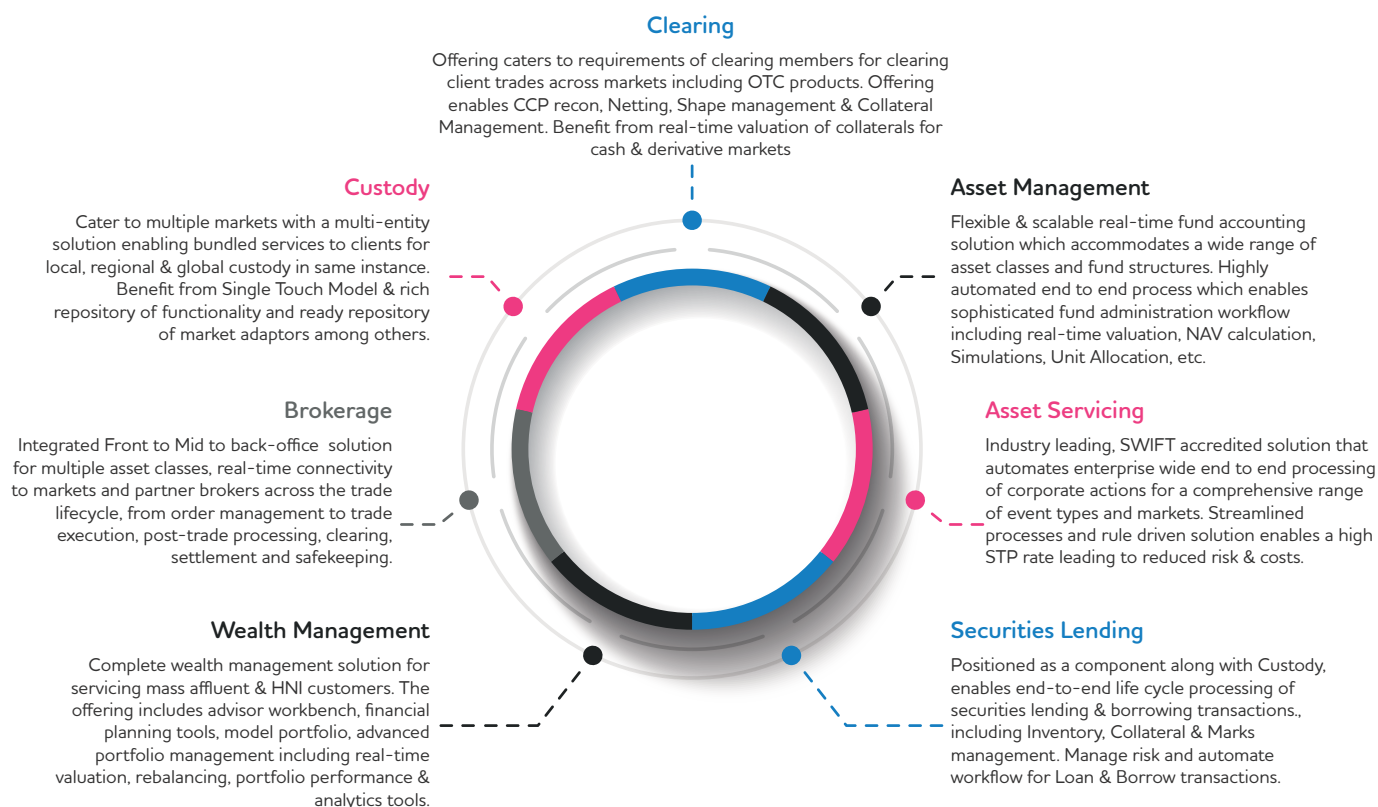 Clearing
Offering caters to requirements of clearing members for clearing
client trades across markets including OTC products. Offering
enables CCP recon, Netting, Shape management & Collateral
Management. Benefit from real-time valuation of collaterals for
cash & derivative markets
Custody
Cater to multiple markets with a multi-entity
solution enabling bundled services to clients for
local, regional & global custody in same instance.
Benefit from Single Touch Model & rich
repository of functionality and ready repository
of market adaptors among others.
Asset Management
Flexible & scalable real-time fund accounting
solution which accommodates a wide range of
asset classes and fund structures. Highly
automated end to end process which enables
sophisticated fund administration workflow
including real-time valuation, NAV calculation,
Simulations, Unit Allocation, etc.
Brokerage
Integrated Front to Mid to back-office solution
for multiple asset classes, real-time connectivity
to markets and partner brokers across the trade
lifecycle, from order management to trade
execution, post-trade processing, clearing,
settlement and safekeeping.
Asset Servicing
Industry leading, SWIFT accredited solution that
automates enterprise wide end to end processing
of corporate actions for a comprehensive range
of event types and markets. Streamlined
processes and rule driven solution enables a high
STP rate leading to reduced risk & costs.
Wealth Management
Complete wealth management solution for
servicing mass affluent & HNI customers. The
offering includes advisor workbench, financial
planning tools, model portfolio, advanced
portfolio management including real-time
valuation, rebalancing, portfolio performance &
analytics tools.
Securities Lending
Positioned as a component along with Custody,
enables end-to-end life cycle processing of
securities lending & borrowing transactions.,
including Inventory, Collateral & Marks
management. Manage risk and automate
workflow for Loan & Borrow transactions.